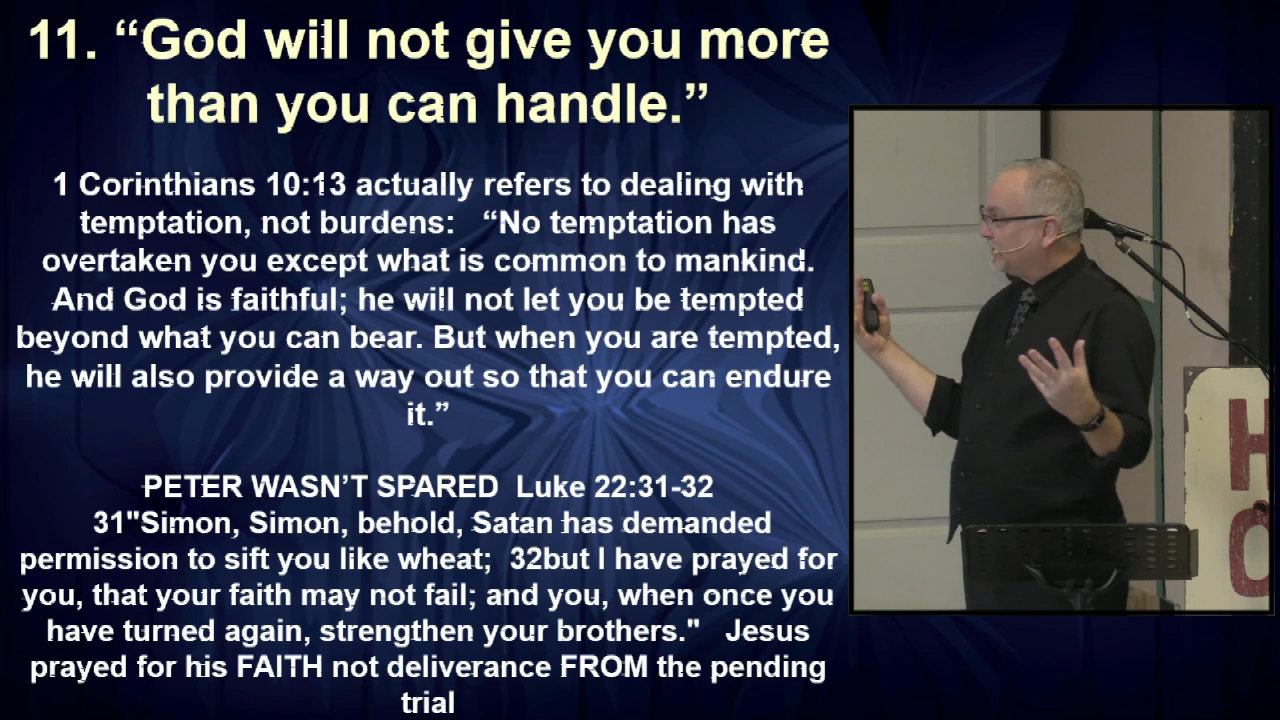 11. “God will not give you more
than you can handle.”
1 Corinthians 10:13 actually refers to dealing with
temptation, not burdens:   “No temptation has
overtaken you except what is common to mankind.
And God is faithful; he will not let you be tempted
beyond what you can bear. But when you are tempted,
he will also provide a way out so that you can endure
it.”
PETER WASN’T SPARED  Luke 22:31-32
31"Simon, Simon, behold, Satan has demanded
permission to sift you like wheat;  32but I have prayed for
you, that your faith may not fail; and you, when once you
have turned again, strengthen your brothers."   Jesus
prayed for his FAITH not deliverance FROM the pending
trial